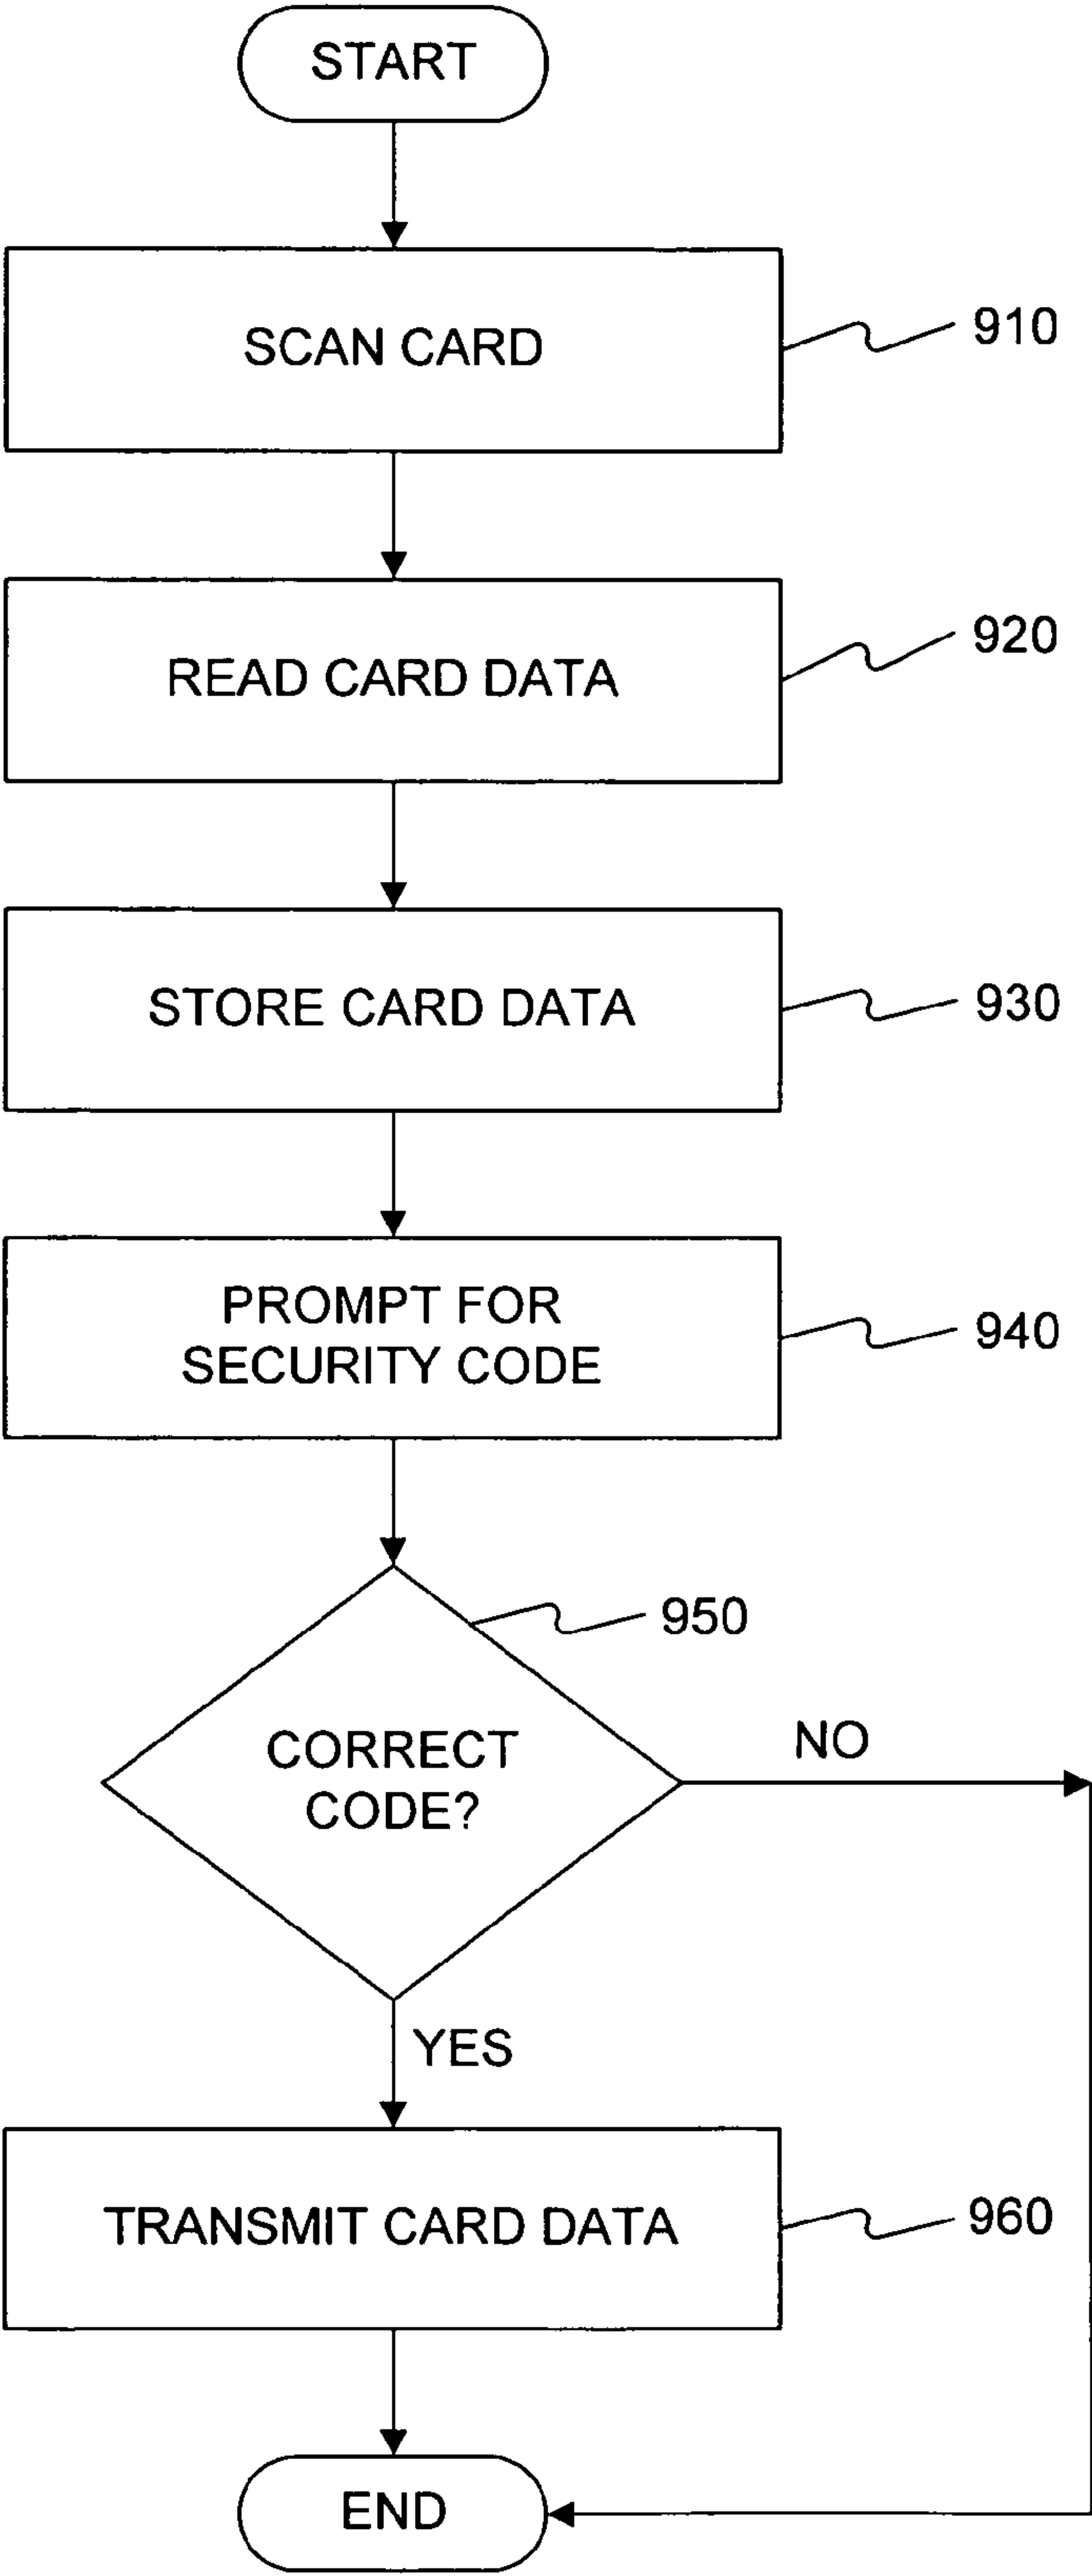 START
SCAN CARD
910
READ CARD DATA
920
STORE CARD DATA
930
PROMPT FOR
SECURITY CODE
940
950
CORRECT
CODE?
NO
YES
TRANSMIT CARD DATA
960
END